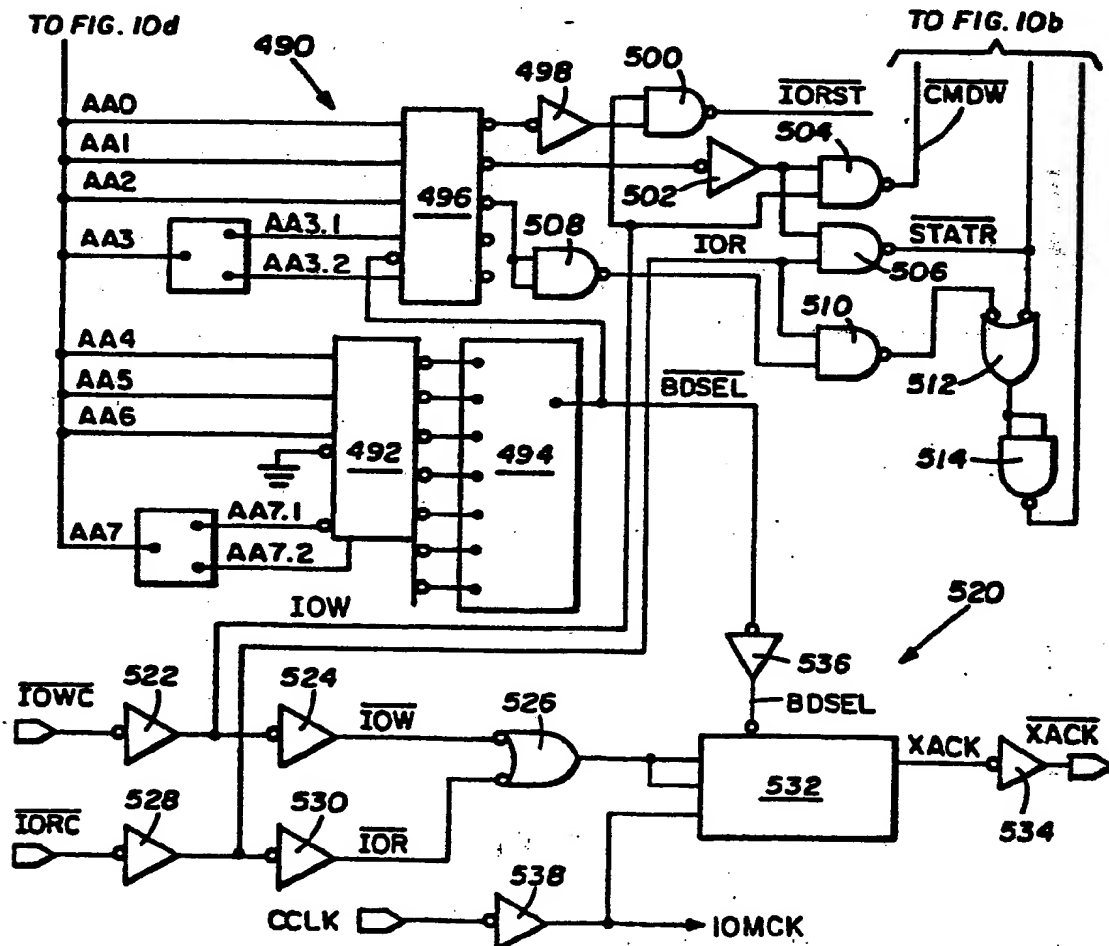 TO FIG. 10d
TO FIG. 10b
490
498
500
IORST
CMDW
504
AA0
AA1
AA2
496
502
AA3
AA3.1
AA3.2
508
IOR
STATR
506
510
512
514
AA4
AA5
AA6
492
494
BDSEL
AA7
AA7.1
AA7.2
IOW
520
536
BDSEL
IOWC
522
524
IOW
526
532
XACK
XACK
534
IORC
528
530
IOR
538
CCLK
IOMCK